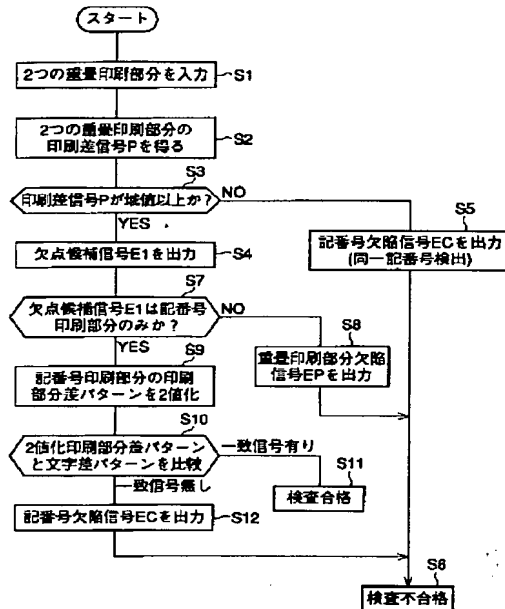 スタート
2つの重畳印刷部分を入力
S1
2つの重畳印刷部分の
印刷差信号Pを得る
S2
S3
印刷差信号Pが域値以上か?
NO
YES
S5
記番号欠陥信号ECを出力
(同一記番号検出)
欠点候補信号E1を出力
S4
S7
欠点候補信号E1は記番号
印刷部分のみか?
NO
YES
S8
重畳印刷部分欠陥
信号EPを出力
S9
記番号印刷部分の印刷
部分差パターンを2値化
S10
2値化印刷部分差パターン
と文字差パターンを比較
一致信号有り
S11
検査合格
一致信号無し
記番号欠陥信号ECを出力
S12
S6
検査不合格